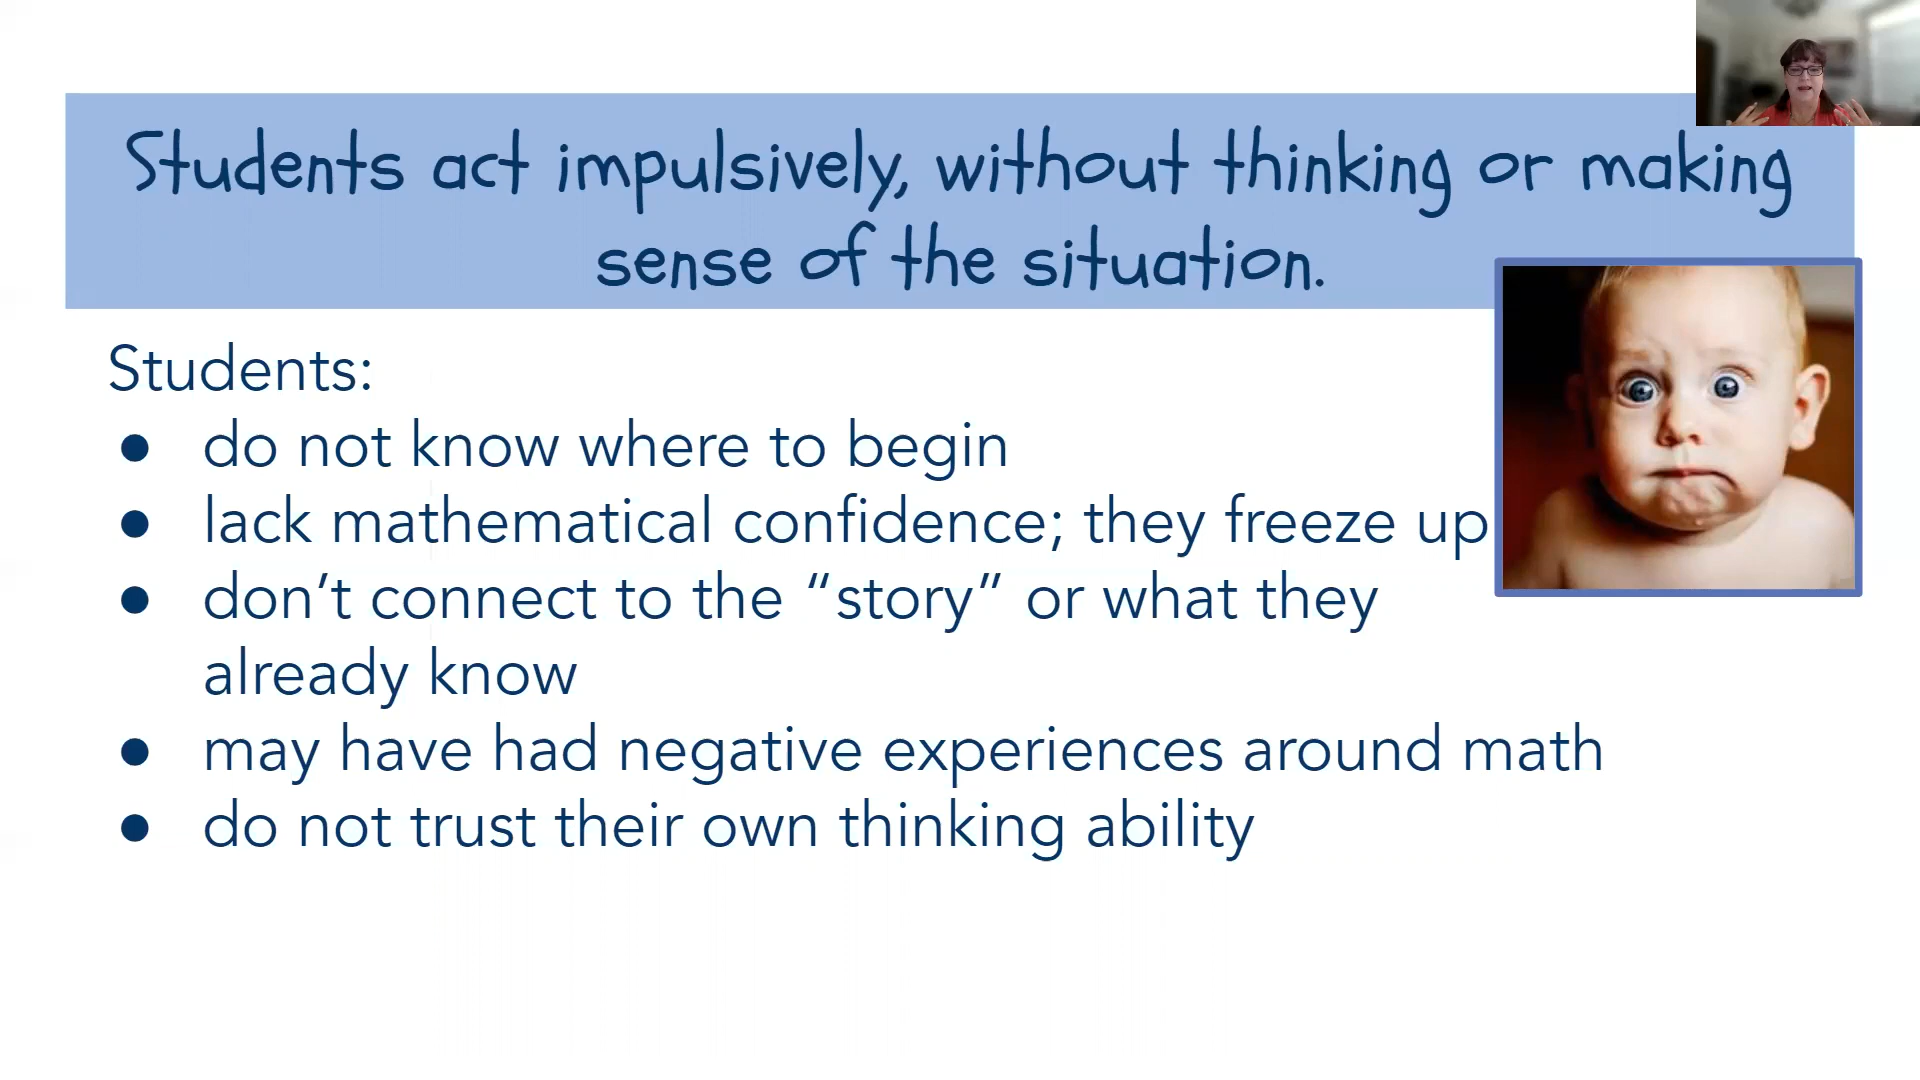 Students act impulsively, without thinking or making
sense of the situation.
Students:
● do not know where to begin
● lack mathematical confidence; they freeze up
● don’t connect to the “story” or what they
already know
● may have had negative experiences around math
● do not trust their own thinking ability